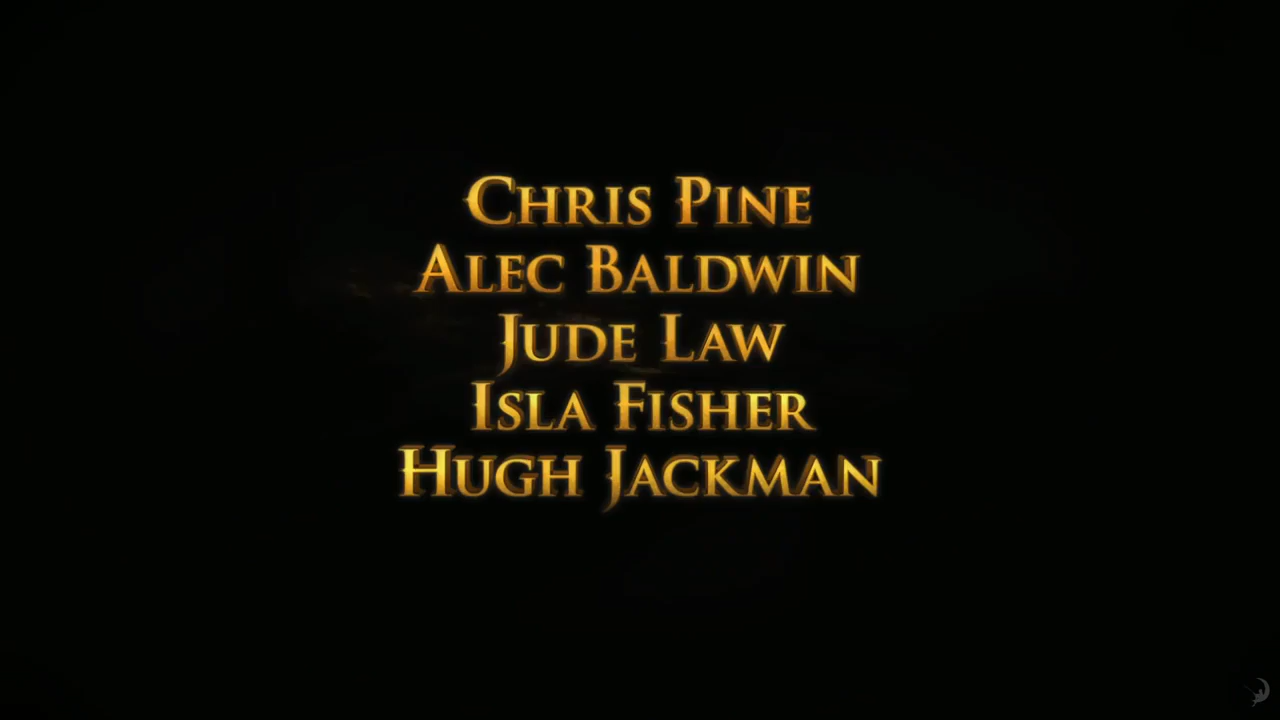 Chris Pine
Alec Baldwin
Jude Law
Isla Fisher
Hugh Jackman